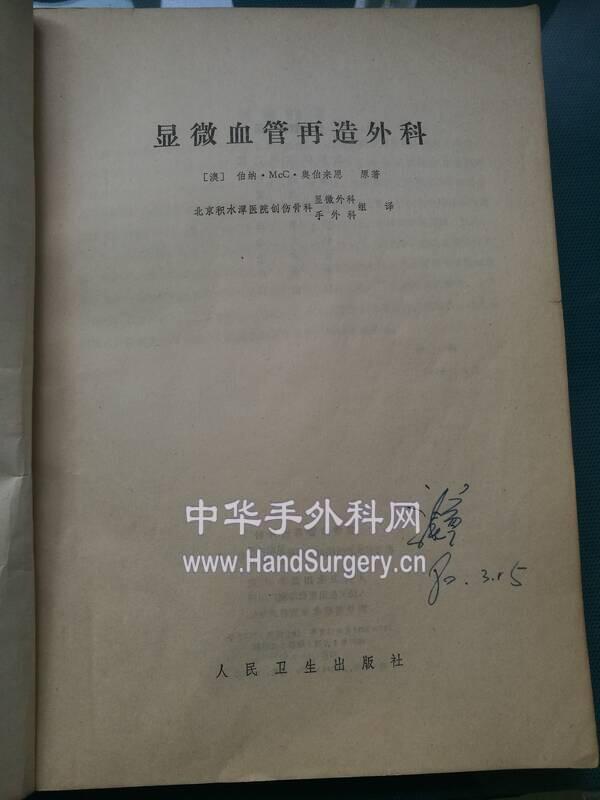 显微血管再造外科
［澳］ 伯纳·McC·奥伯来恩 原著
北京积水潭医院创伤骨科显微外科手外科组 译
中华手外科网
www.HandSurgery.cn
80.3.15
人民卫生出版社